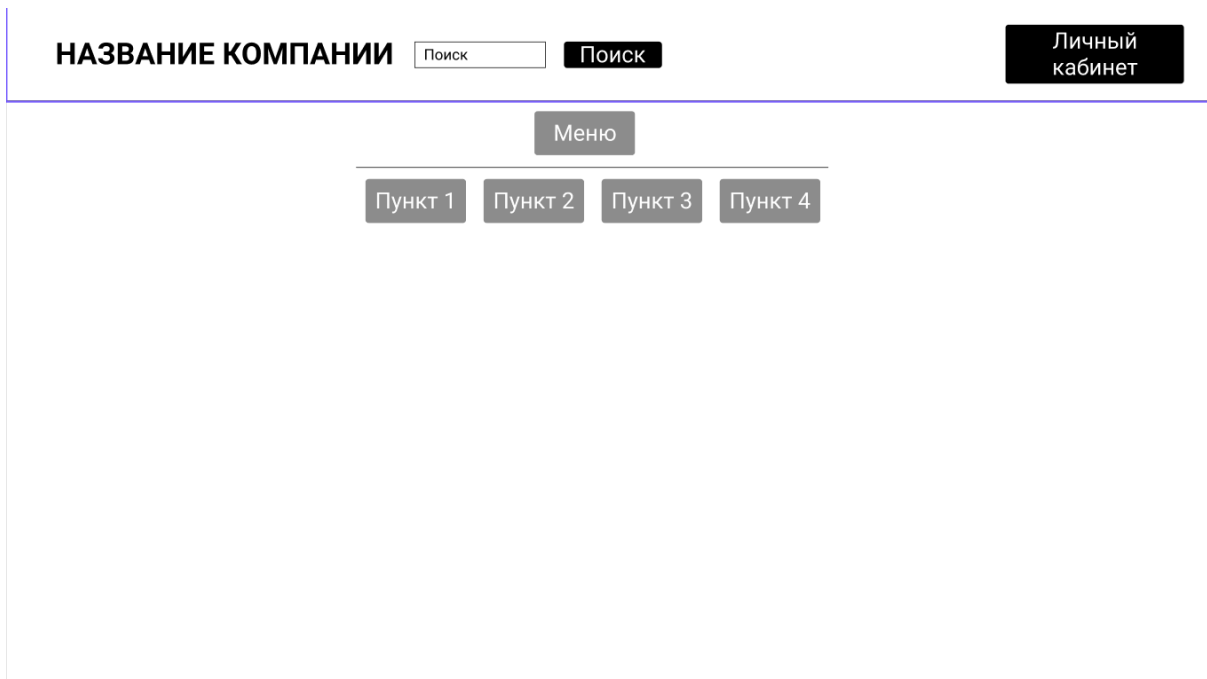 НАЗВАНИЕ КОМПАНИИ Поиск Поиск Личный
кабинет
Меню
Пункт 1 Пункт 2 Пункт 3 Пункт 4